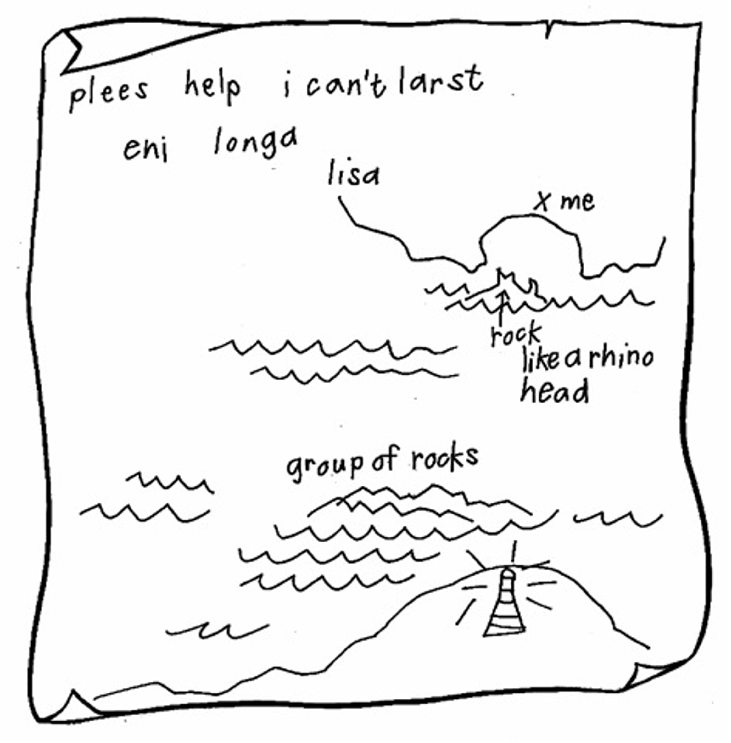 plees help i can't larst
eni longa
lisa
x me
rock
like a rhino
head
group of rocks